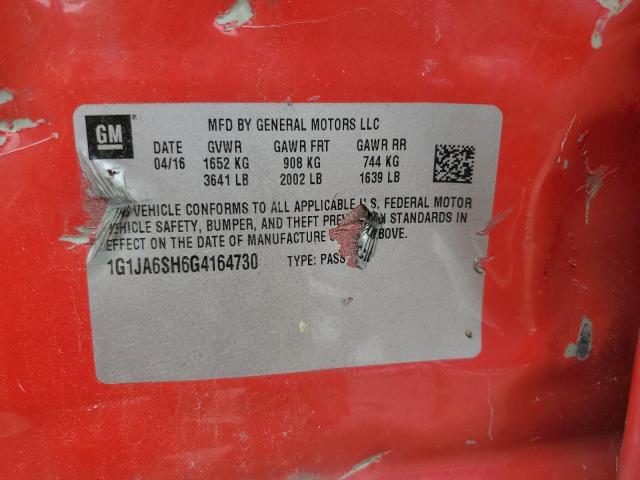 GM
®
MFD BY GENERAL MOTORS LLC
DATE GVWR GAWR FRT GAWR RR
04/16 1652 KG 908 KG 744 KG
3641 LB 2002 LB 1639 LB
VEHICLE CONFORMS TO ALL APPLICABLE U.S. FEDERAL MOTOR
VEHICLE SAFETY, BUMPER, AND THEFT PREVENTION STANDARDS IN
EFFECT ON THE DATE OF MANUFACTURE ABOVE.
1G1JA6SH6G4164730 TYPE: PASS